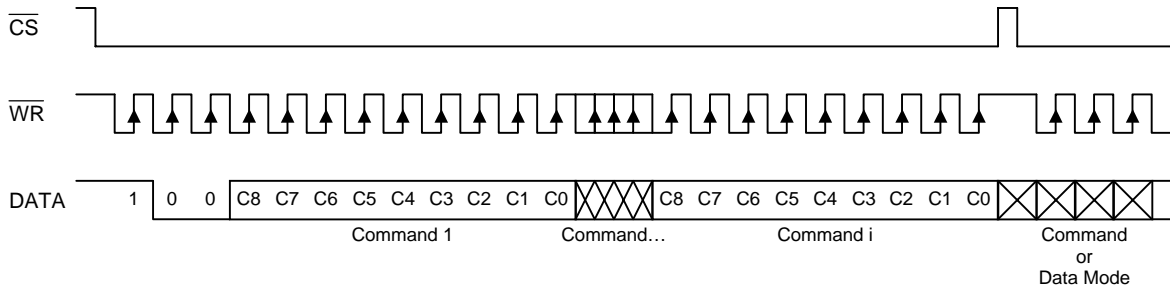 CS
WR
DATA 1 0 0 C8 C7 C6 C5 C4 C3 C2 C1 C0 C8 C7 C6 C5 C4 C3 C2 C1 C0
Command 1 Command… Command i Command
or
Data Mode